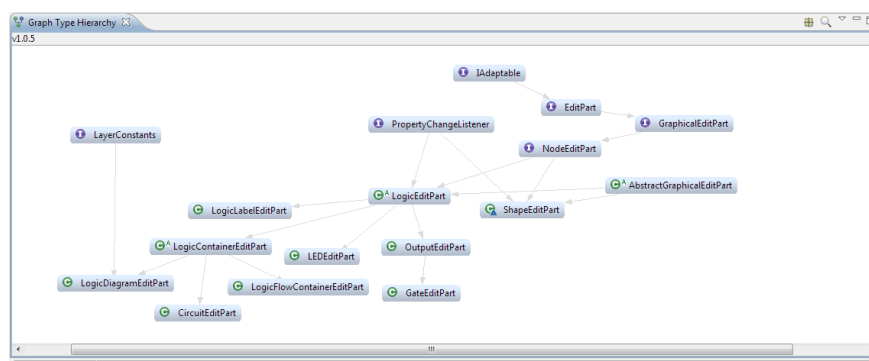 Graph Type Hierarchy
v1.0.5
I IAdaptable
I EditPart
I PropertyChangeListener
I GraphicalEditPart
I LayerConstants
I NodeEditPart
C A AbstractGraphicalEditPart
C A LogicEditPart
C LogicLabelEditPart
C ShapeEditPart
C A LogicContainerEditPart
C OutputEditPart
C LEDEditPart
C LogicDiagramEditPart
C LogicFlowContainerEditPart
C GateEditPart
C CircuitEditPart